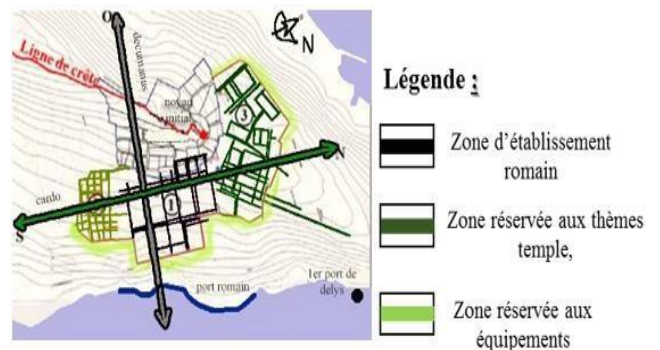 O
N
decumanus
Ligne de crête
noyau
initial
3
N
cardo
1
S
port romain
1er port de
delys
Légende :
Zone d'établissement
romain
Zone réservée aux thèmes
temple,
Zone réservée aux
équipements